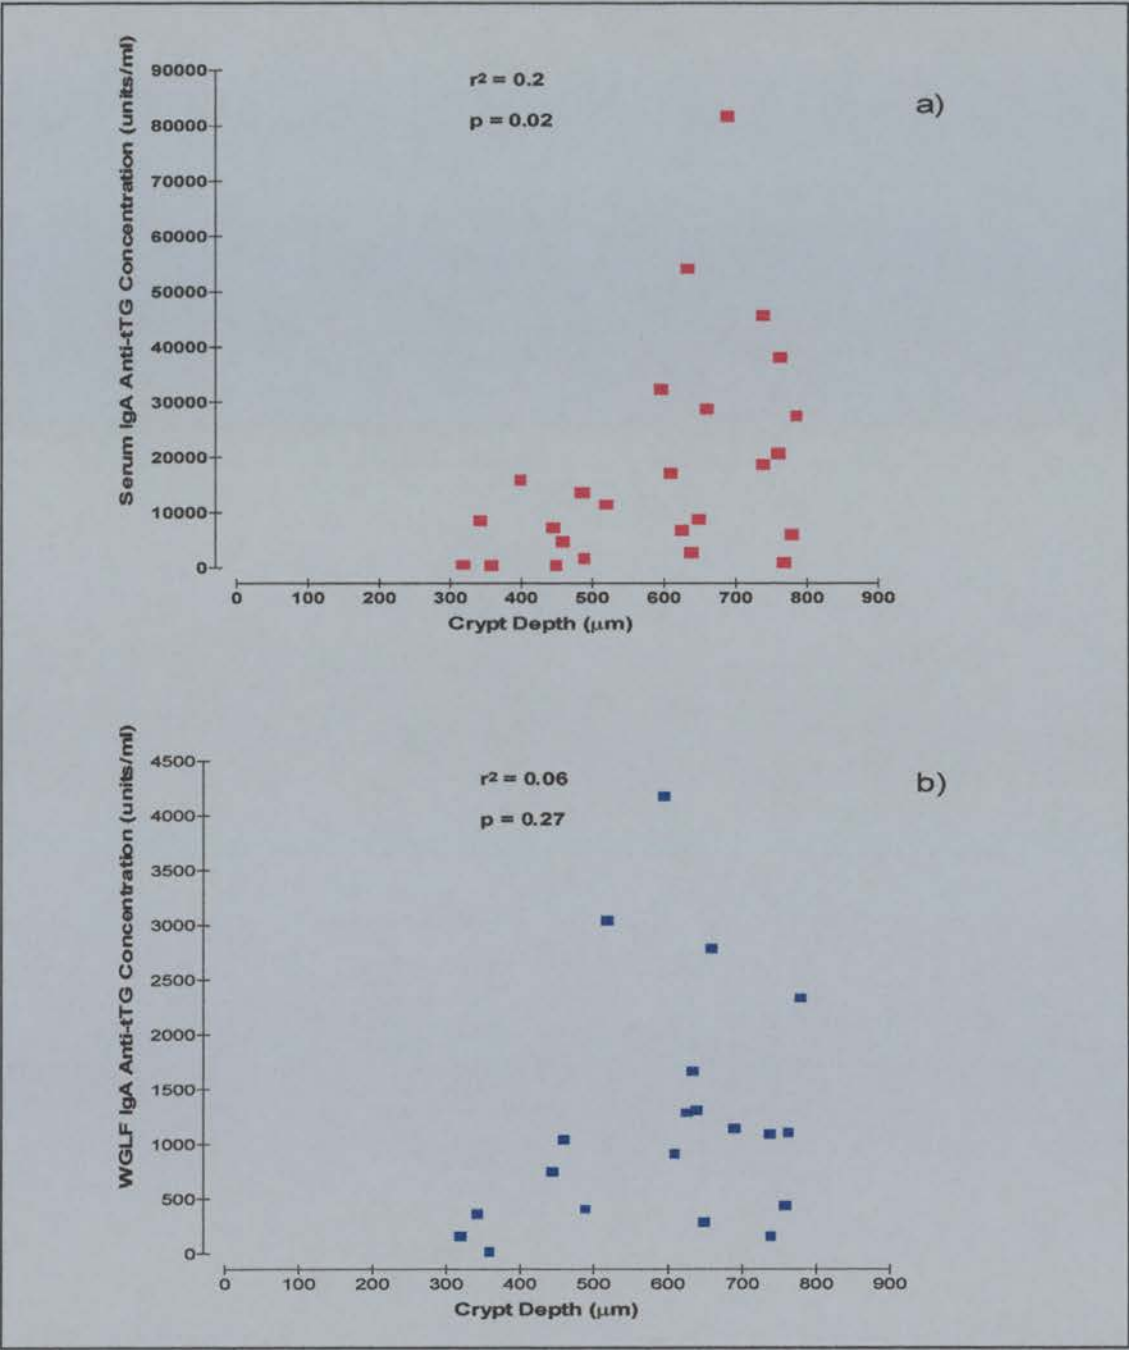 Serum IgA Anti-tTG Concentration (units/ml)
90000
80000
70000
60000
50000
40000
30000
20000
10000
0
r² = 0.2
p = 0.02
a)
0 100 200 300 400 500 600 700 800 900
Crypt Depth (μm)
WGLF IgA Anti-tTG Concentration (units/ml)
4500
4000
3500
3000
2500
2000
1500
1000
500
0
r² = 0.06
p = 0.27
b)
0 100 200 300 400 500 600 700 800 900
Crypt Depth (μm)